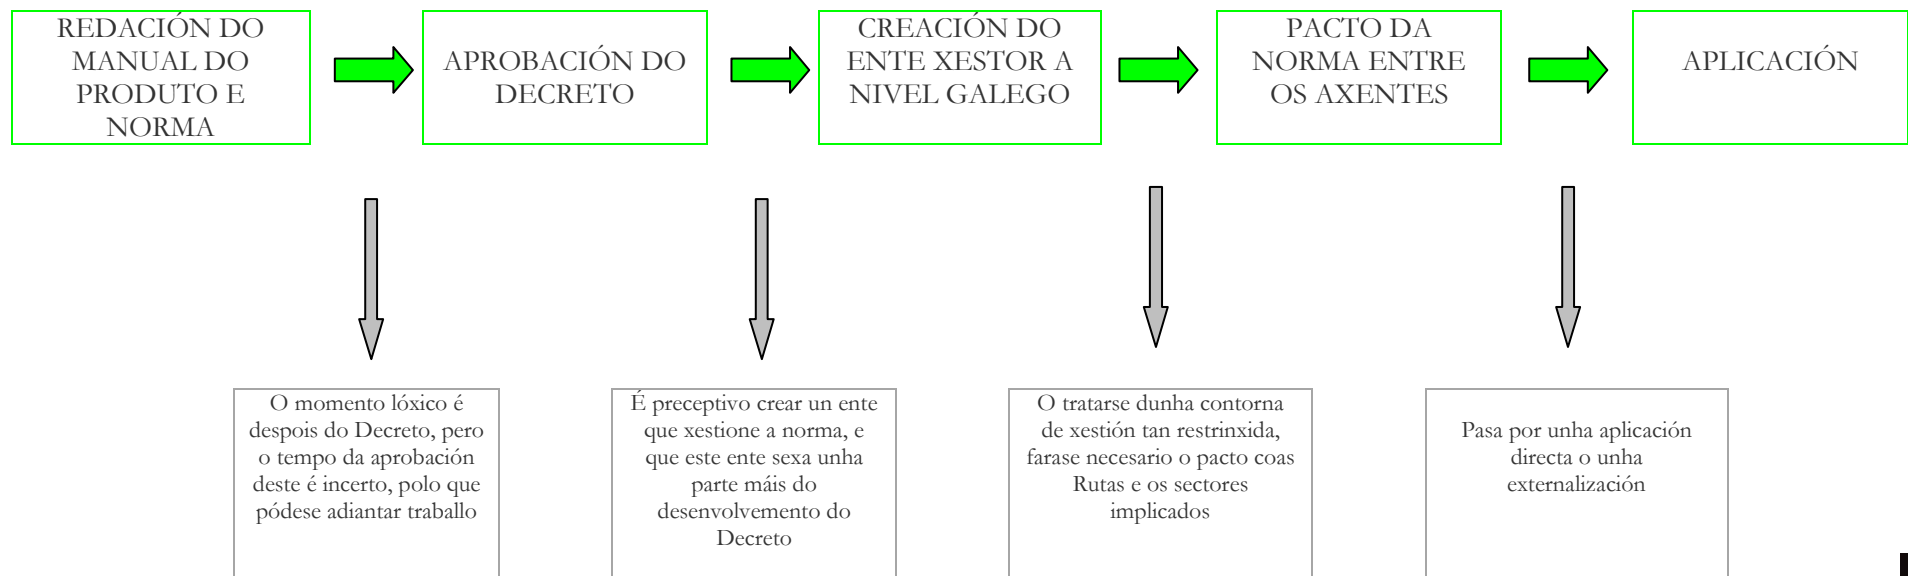 REDACIÓN DO
MANUAL DO
PRODUTO E
NORMA
APROBACIÓN DO
DECRETO
CREACIÓN DO
ENTE XESTOR A
NIVEL GALEGO
PACTO DA
NORMA ENTRE
OS AXENTES
APLICACIÓN
O momento lóxico é
despois do Decreto, pero
o tempo da aprobación
deste é incerto, polo que
pódese adiantar traballo
É preceptivo crear un ente
que xestione a norma, e
que este ente sexa unha
parte máis do
desenvolvemento do
Decreto
O tratarse dunha contorna
de xestión tan restrinxida,
farase necesario o pacto coas
Rutas e os sectores
implicados
Pasa por unha aplicación
directa o unha
externalización